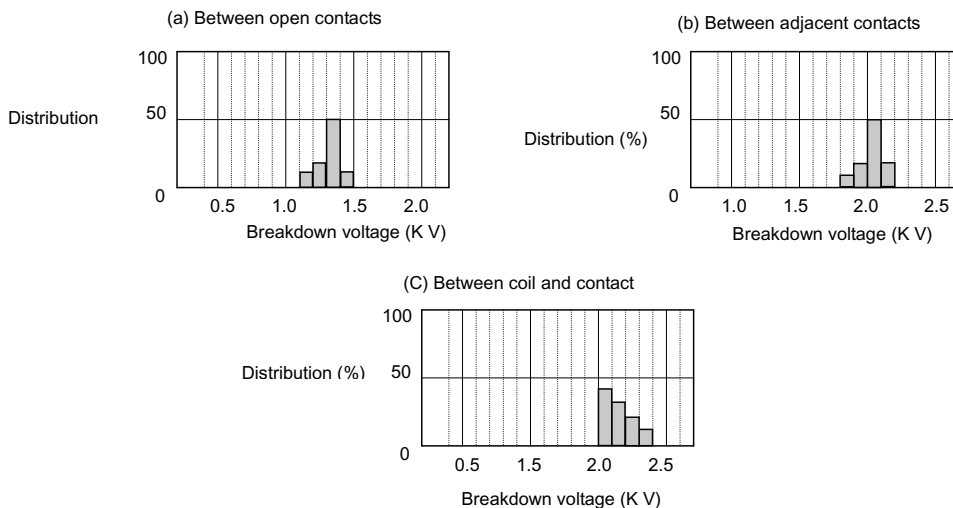 (a) Between open contacts
100
50
0
Distribution
0.5 1.0 1.5 2.0
Breakdown voltage (K V)
(b) Between adjacent contacts
100
50
0
Distribution (%)
1.0 1.5 2.0 2.5
Breakdown voltage (K V)
(C) Between coil and contact
100
50
0
Distribution (%)
0.5 1.5 2.0 2.5
Breakdown voltage (K V)